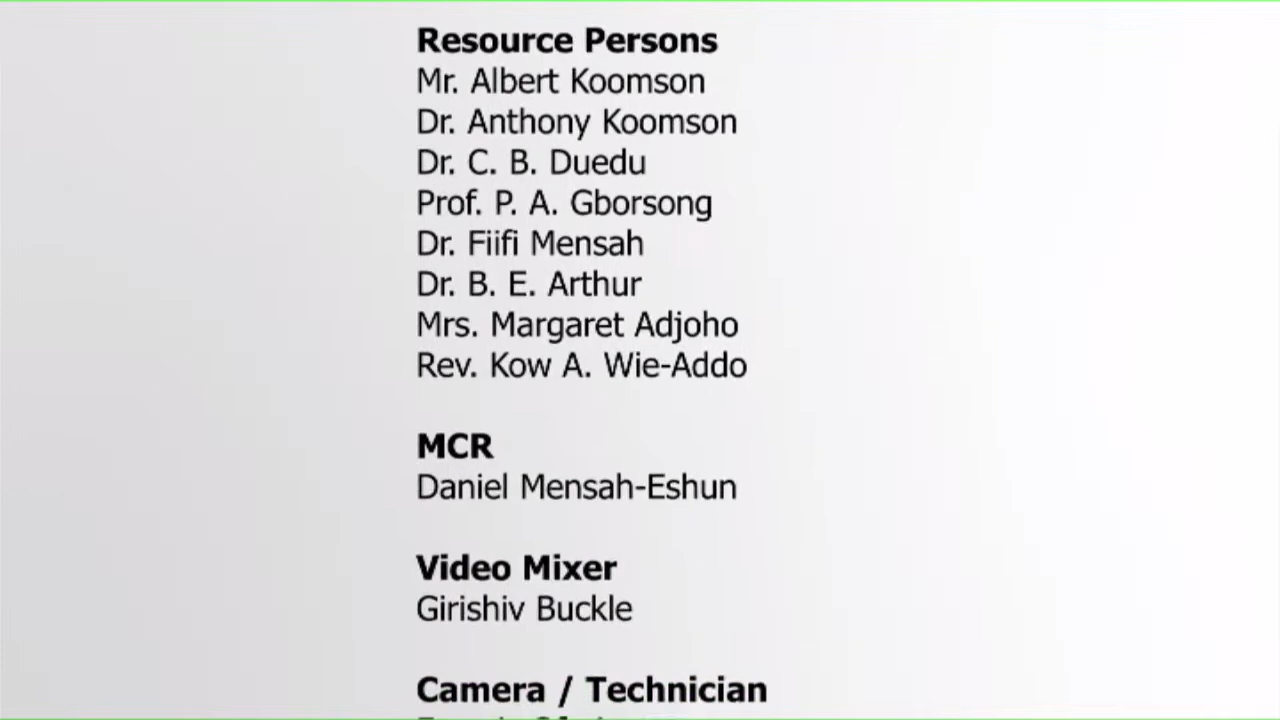 Resource Persons
Mr. Albert Koomson
Dr. Anthony Koomson
Dr. C. B. Duedu
Prof. P. A. Gborsong
Dr. Fiifi Mensah
Dr. B. E. Arthur
Mrs. Margaret Adjoho
Rev. Kow A. Wie-Addo
MCR
Daniel Mensah-Eshun
Video Mixer
Girishiv Buckle
Camera / Technician